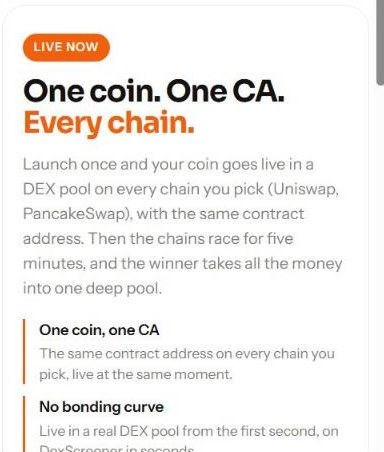 LIVE NOW
One coin. One CA.
Every chain.
Launch once and your coin goes live in a
DEX pool on every chain you pick (Uniswap,
PancakeSwap), with the same contract
address. Then the chains race for five
minutes, and the winner takes all the money
into one deep pool.
One coin, one CA
The same contract address on every chain you
pick, live at the same moment.
No bonding curve
Live in a real DEX pool from the first second, on
DexScreener in seconds